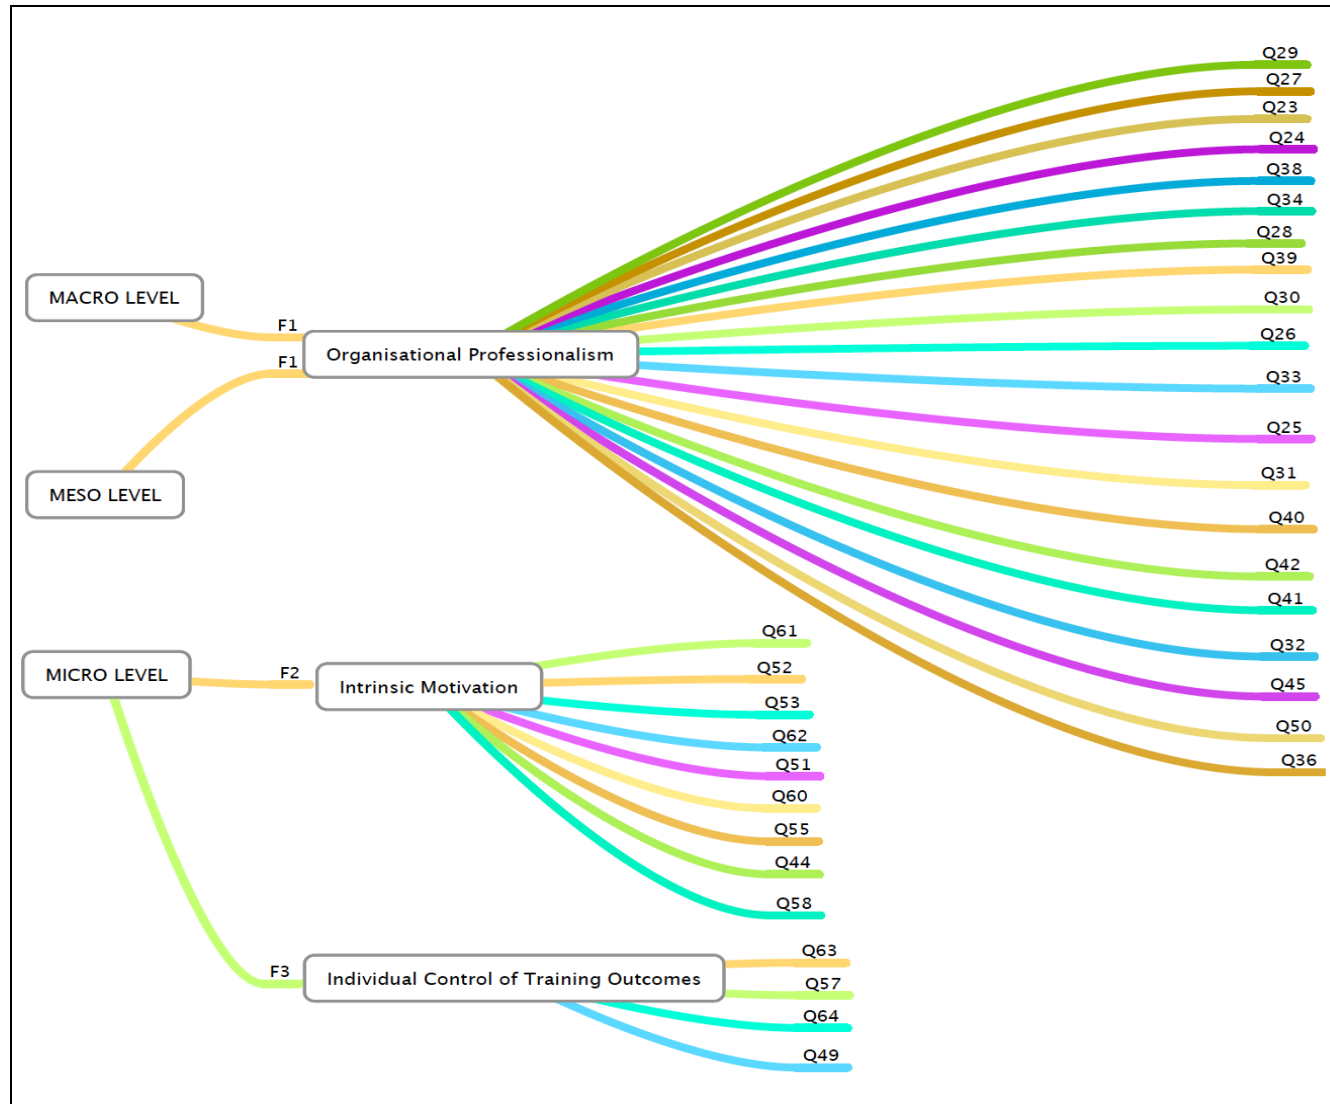 MACRO LEVEL
F1
F1
Organisational Professionalism
MESO LEVEL
Q29
Q27
Q23
Q24
Q38
Q34
Q28
Q39
Q30
Q26
Q33
Q25
Q31
Q40
Q42
Q41
Q32
Q45
Q50
Q36
MICRO LEVEL
F2
Intrinsic Motivation
Q61
Q52
Q53
Q62
Q51
Q60
Q55
Q44
Q58
F3
Individual Control of Training Outcomes
Q63
Q57
Q64
Q49